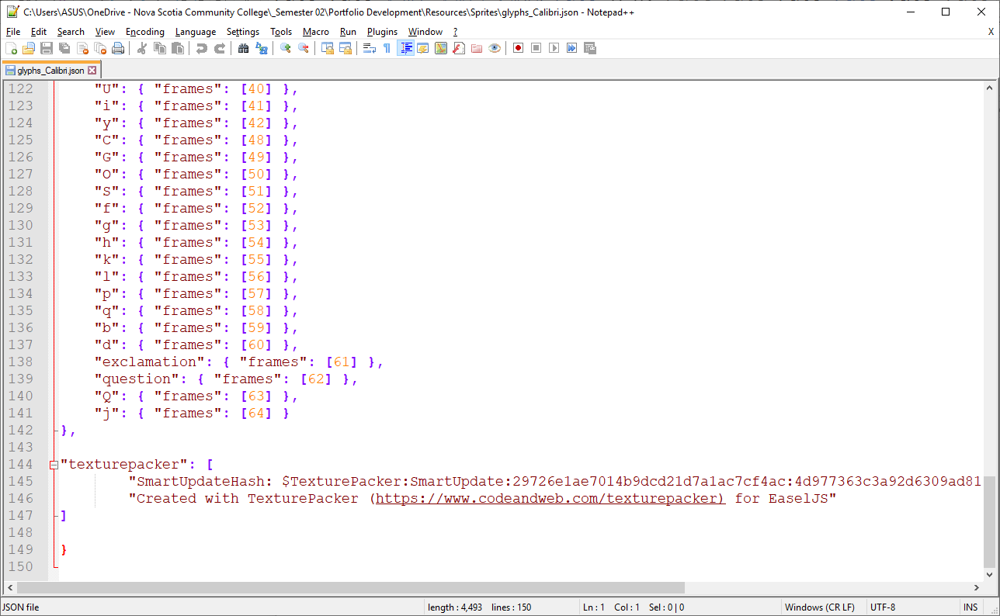 C:\Users\ASUS\OneDrive - Nova Scotia Community College\_Semester 02\Portfolio Development\Resources\Sprites\glyphs_Calibri.json - Notepad++
File Edit Search View Encoding Language Settings Tools Macro Run Plugins Window ? X
glyphs_Calibri.json
122 "U": { "frames": [40] },
123 "i": { "frames": [41] },
124 "y": { "frames": [42] },
125 "C": { "frames": [48] },
126 "G": { "frames": [49] },
127 "O": { "frames": [50] },
128 "S": { "frames": [51] },
129 "f": { "frames": [52] },
130 "g": { "frames": [53] },
131 "h": { "frames": [54] },
132 "k": { "frames": [55] },
133 "l": { "frames": [56] },
134 "p": { "frames": [57] },
135 "q": { "frames": [58] },
136 "b": { "frames": [59] },
137 "d": { "frames": [60] },
138 "exclamation": { "frames": [61] },
139 "question": { "frames": [62] },
140 "Q": { "frames": [63] },
141 "j": { "frames": [64] }
142 },
143
144 "texturepacker": [
145 "SmartUpdateHash: $TexturePacker:SmartUpdate:29726e1ae7014b9dcd21d7a1ac7cf4ac:4d977363c3a92d6309ad81
146 "Created with TexturePacker (https://www.codeandweb.com/texturepacker) for EaselJS"
147 ]
148
149 }
150
JSON file length : 4,493 lines : 150 Ln : 1 Col : 1 Sel : 0 | 0 Windows (CR LF) UTF-8 INS